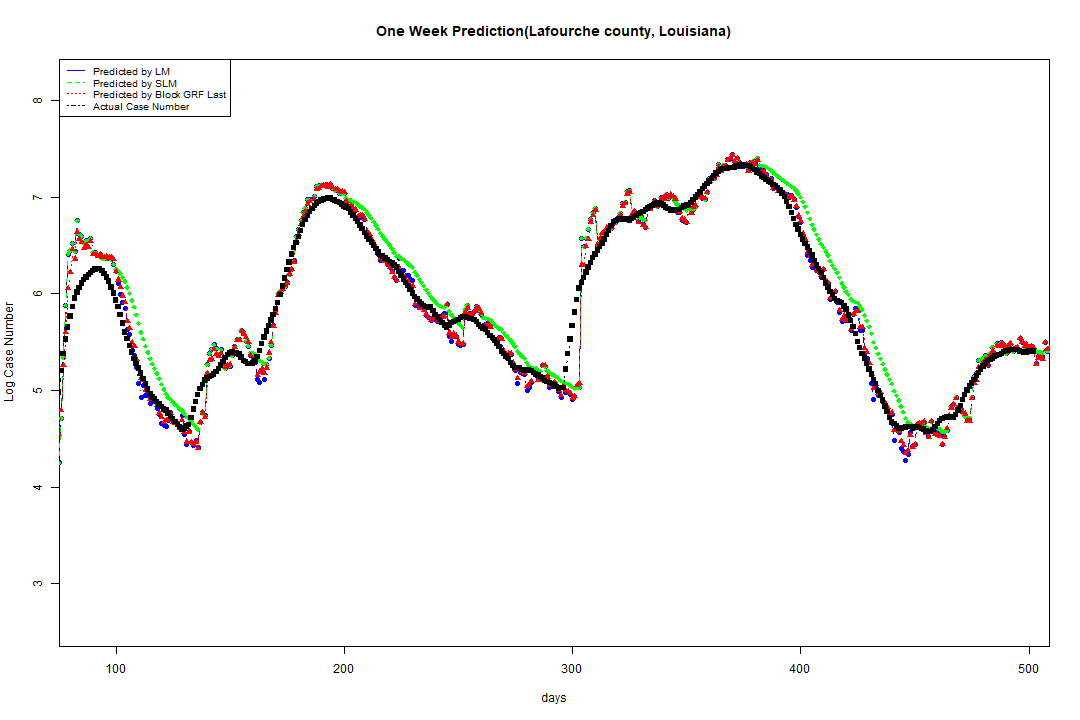 One Week Prediction(Lafourche county, Louisiana)
Predicted by LM
Predicted by SLM
Predicted by Block GRF Last
Actual Case Number
Log Case Number
8
7
6
5
4
3
100 200 300 400 500
days